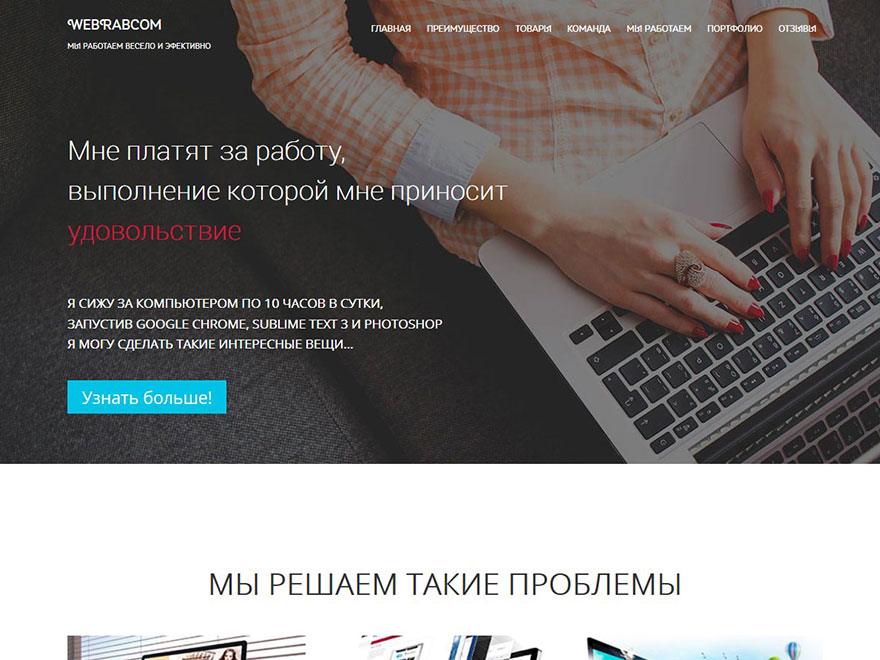 WEBRABCOM
МЫ РАБОТАЕМ ВЕСЕЛО И ЭФЕКТИВНО
ГЛАВНАЯ ПРЕИМУЩЕСТВО ТОВАРЫ КОМАНДА МЫ РАБОТАЕМ ПОРТФОЛИО ОТЗЫВЫ
Мне платят за работу,
выполнение которой мне приносит
удовольствие
Я СИЖУ ЗА КОМПЬЮТЕРОМ ПО 10 ЧАСОВ В СУТКИ,
ЗАПУСТИВ GOOGLE CHROME, SUBLIME TEXT 3 И PHOTOSHOP
Я МОГУ СДЕЛАТЬ ТАКИЕ ИНТЕРЕСНЫЕ ВЕЩИ...
Узнать больше!
МЫ РЕШАЕМ ТАКИЕ ПРОБЛЕМЫ